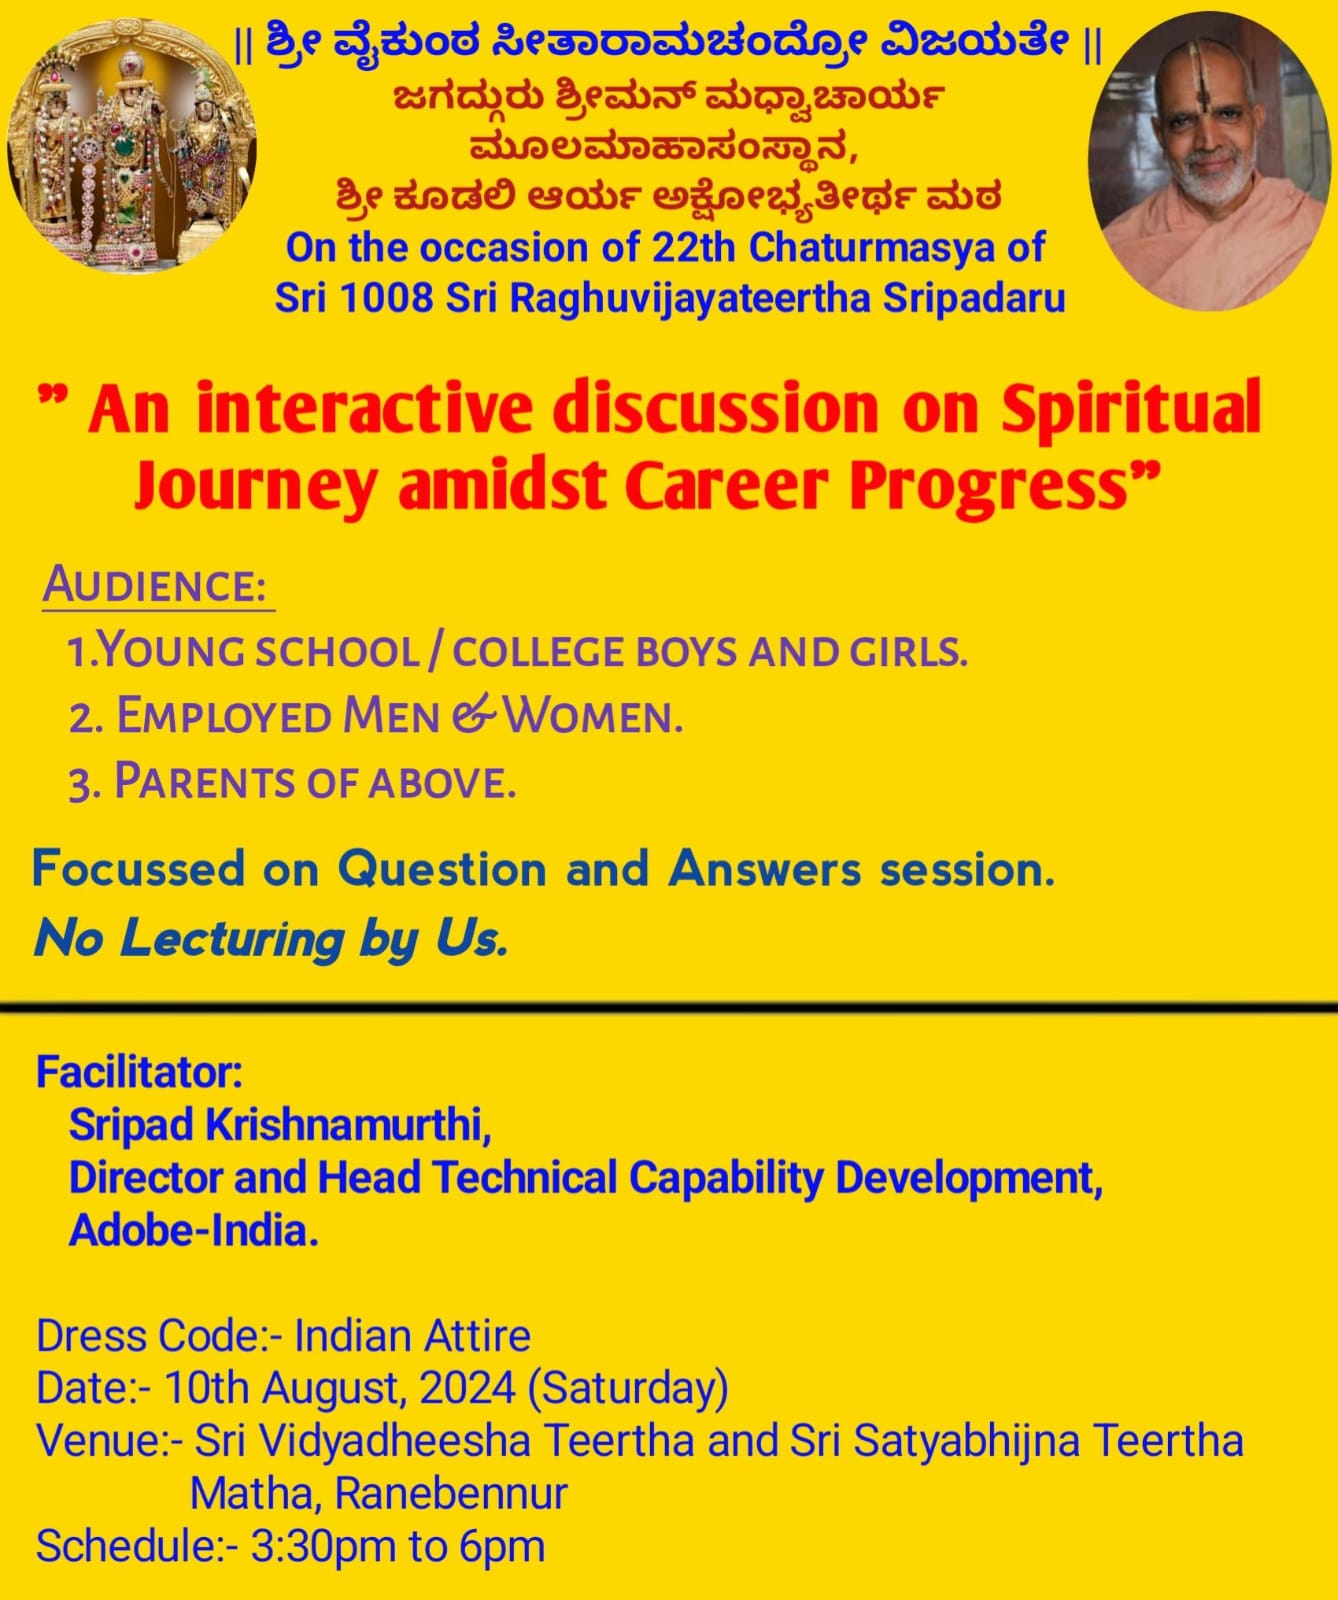 || ಶ್ರೀ ವೈಕುಂಠ ಸೀತಾರಾಮಚಂದ್ರೋ ವಿಜಯತೇ ||
ಜಗದ್ಗುರು ಶ್ರೀಮನ್ ಮಧ್ವಾಚಾರ್ಯ
ಮೂಲಮಾಹಾಸಂಸ್ಥಾನ,
ಶ್ರೀ ಕೂಡಲಿ ಆರ್ಯ ಅಕ್ಷೋಭ್ಯತೀರ್ಥ ಮಠ
On the occasion of 22th Chaturmasya of
Sri 1008 Sri Raghuvijayateertha Sripadaru
” An interactive discussion on Spiritual
Journey amidst Career Progress”
Audience:
1.Young school / college boys and girls.
2. Employed Men & Women.
3. Parents of above.
Focussed on Question and Answers session.
No Lecturing by Us.
Facilitator:
Sripad Krishnamurthi,
Director and Head Technical Capability Development,
Adobe-India.
Dress Code:- Indian Attire
Date:- 10th August, 2024 (Saturday)
Venue:- Sri Vidyadheesha Teertha and Sri Satyabhijna Teertha
Matha, Ranebennur
Schedule:- 3:30pm to 6pm